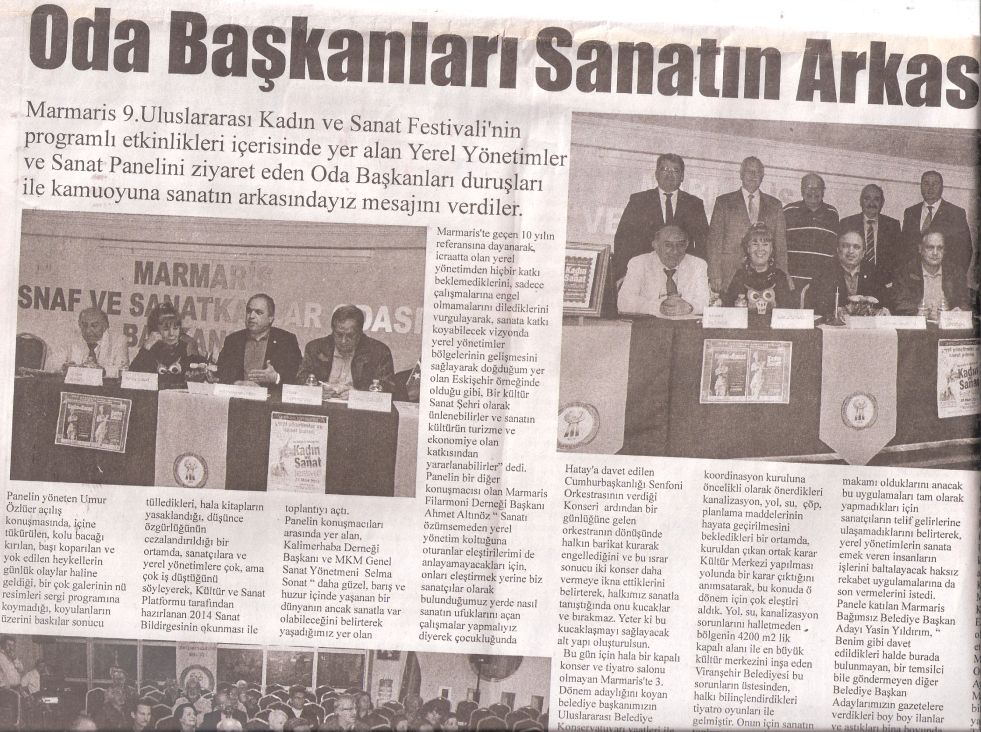 Oda Başkanları Sanatın Arkas
Marmaris 9.Uluslararası Kadın ve Sanat Festivali'nin
programlı etkinlikleri içerisinde yer alan Yerel Yönetimler
ve Sanat Panelini ziyaret eden Oda Başkanları duruşları
ile kamuoyuna sanatın arkasındayız mesajını verdiler.
MARMARİS
SNAF VE SANATKA AR ODAS
BA KAN
Kadın
ve
Sanat
Panelin yöneten Umur
Özlüer açılış
konuşmasında, içine
tükürülen, kolu bacağı
kırılan, başı koparılan ve
yok edilen heykellerin
günlük olaylar haline
geldiği, bir çok galerinin nü
resimleri sergi programına
koymadığı, koyulanların
üzerini baskılar sonucu
tülledikleri, hala kitapların
yasaklandığı, düşünce
özgürlüğünün
cezalandırıldığı bir
ortamda, sanatçılara ve
yerel yönetimlere çok, ama
çok iş düştüğünü
söyleyerek, Kültür ve Sanat
Platformu tarafından
hazırlanan 2014 Sanat
Bildirgesinin okunması ile
toplantıyı açtı.
Panelin konuşmacıları
arasında yer alan,
Kalimerhaba Derneği
Başkanı ve MKM Genel
Sanat Yönetmeni Selma
Sonat “ daha güzel, barış ve
huzur içinde yaşanan bir
dünyanın ancak sanatla var
olabileceğini belirterek
yaşadığımız yer olan
Marmaris'te geçen 10 yılın
referansına dayanarak,
icraatta olan yerel
yönetimden hiçbir katkı
beklemediklerini, sadece
çalışmalarına engel
olmamalarını dilediklerini
vurgulayarak, sanata katkı
koyabilecek vizyonda
yerel yönetimler
bölgelerinin gelişmesini
sağlayarak doğduğum yer
olan Eskişehir örneğinde
olduğu gibi, Bir kültür
Sanat Şehri olarak
ünlenebilirler ve sanatın
kültürün turizme ve
ekonomiye olan
katkısından
yararlanabilirler” dedi.
Panelin bir diğer
konuşmacısı olan Marmaris
Filarmoni Derneği Başkanı
Ahmet Altınöz “ Sanatı
özümsemeden yerel
yönetim koltuğuna
oturanlar eleştirilerimi de
anlayamayacakları için,
onları eleştirmek yerine biz
sanatçılar olarak
bulunduğumuz yerde nasıl
sanatın ufuklarını açan
çalışmalar yapmalıyız
diyerek çocukluğunda
Kadın
ve
Sanat
Kadın
ve
Sanat
Hatay'a davet edilen
Cumhurbaşkanlığı Senfoni
Orkestrasının verdiği
Konseri ardından bir
günlüğüne gelen
orkestranın dönüşünde
halkın barikat kurarak
engellediğini ve bu ısrar
sonucu iki konser daha
vermeye ikna ettiklerini
belirterek, halkımız sanatla
tanıştığında onu kucaklar
ve bırakmaz. Yeter ki bu
kucaklaşmayı sağlayacak
alt yapı oluşturulsun.
Bu gün için hala bir kapalı
konser ve tiyatro salonu
olmayan Marmaris'te 3.
Dönem adaylığını koyan
belediye başkanımızın
Uluslararası Belediye
Konservatuvarı vaatleri ile
koordinasyon kuruluna
öncelikli olarak önerdikleri
kanalizasyon, yol, su, çöp,
planlama maddelerinin
hayata geçirilmesini
bekledikleri bir ortamda,
kuruldan çıkan ortak karar
Kültür Merkezi yapılması
yolunda bir karar çıktığını
anımsatarak, bu konuda ö
dönem için çok eleştiri
aldık. Yol, su, kanalizasyon
sorunların halletmeden
bölgenin 4200 m2 lik
kapalı alanı ile en büyük
kültür merkezini inşa eden
Viranşehir Belediyesi bu
sorunların üstesinden,
halkı bilinçlendirdikleri
tiyatro oyunları ile
gelmiştir. Onun için sanatın
makamı olduklarını anacak
bu uygulamaları tam olarak
yapmadıkları için
sanatçıların telif gelirlerine
ulaşamadıklarını belirterek,
yerel yönetimlerin sanata
emek veren insanların
işlerini baltalayacak haksız
rekabet uygulamalarına da
son vermelerini istedi.
Panele katılan Marmaris
Bağımsız Belediye Başkan
Adayı Yasin Yıldırım, “
Benim gibi davet
edildikleri halde burada
bulunmayan, bir temsilei
bile göndermeyen diğer
Belediye Başkan
Adaylarımızın gazetelere
verdikleri boy boy ilanlar
ve astıkları bina boyunda